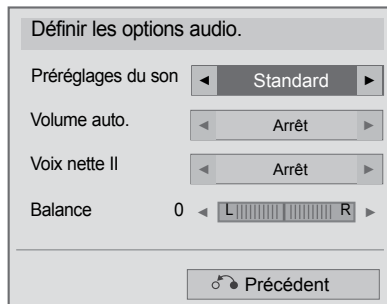 Définir les options audio.
Préréglages du son ◄ Standard ►
Volume auto. ◄ Arrêt ►
Voix nette II ◄ Arrêt ►
Balance 0 ◄ L R ►
Précédent